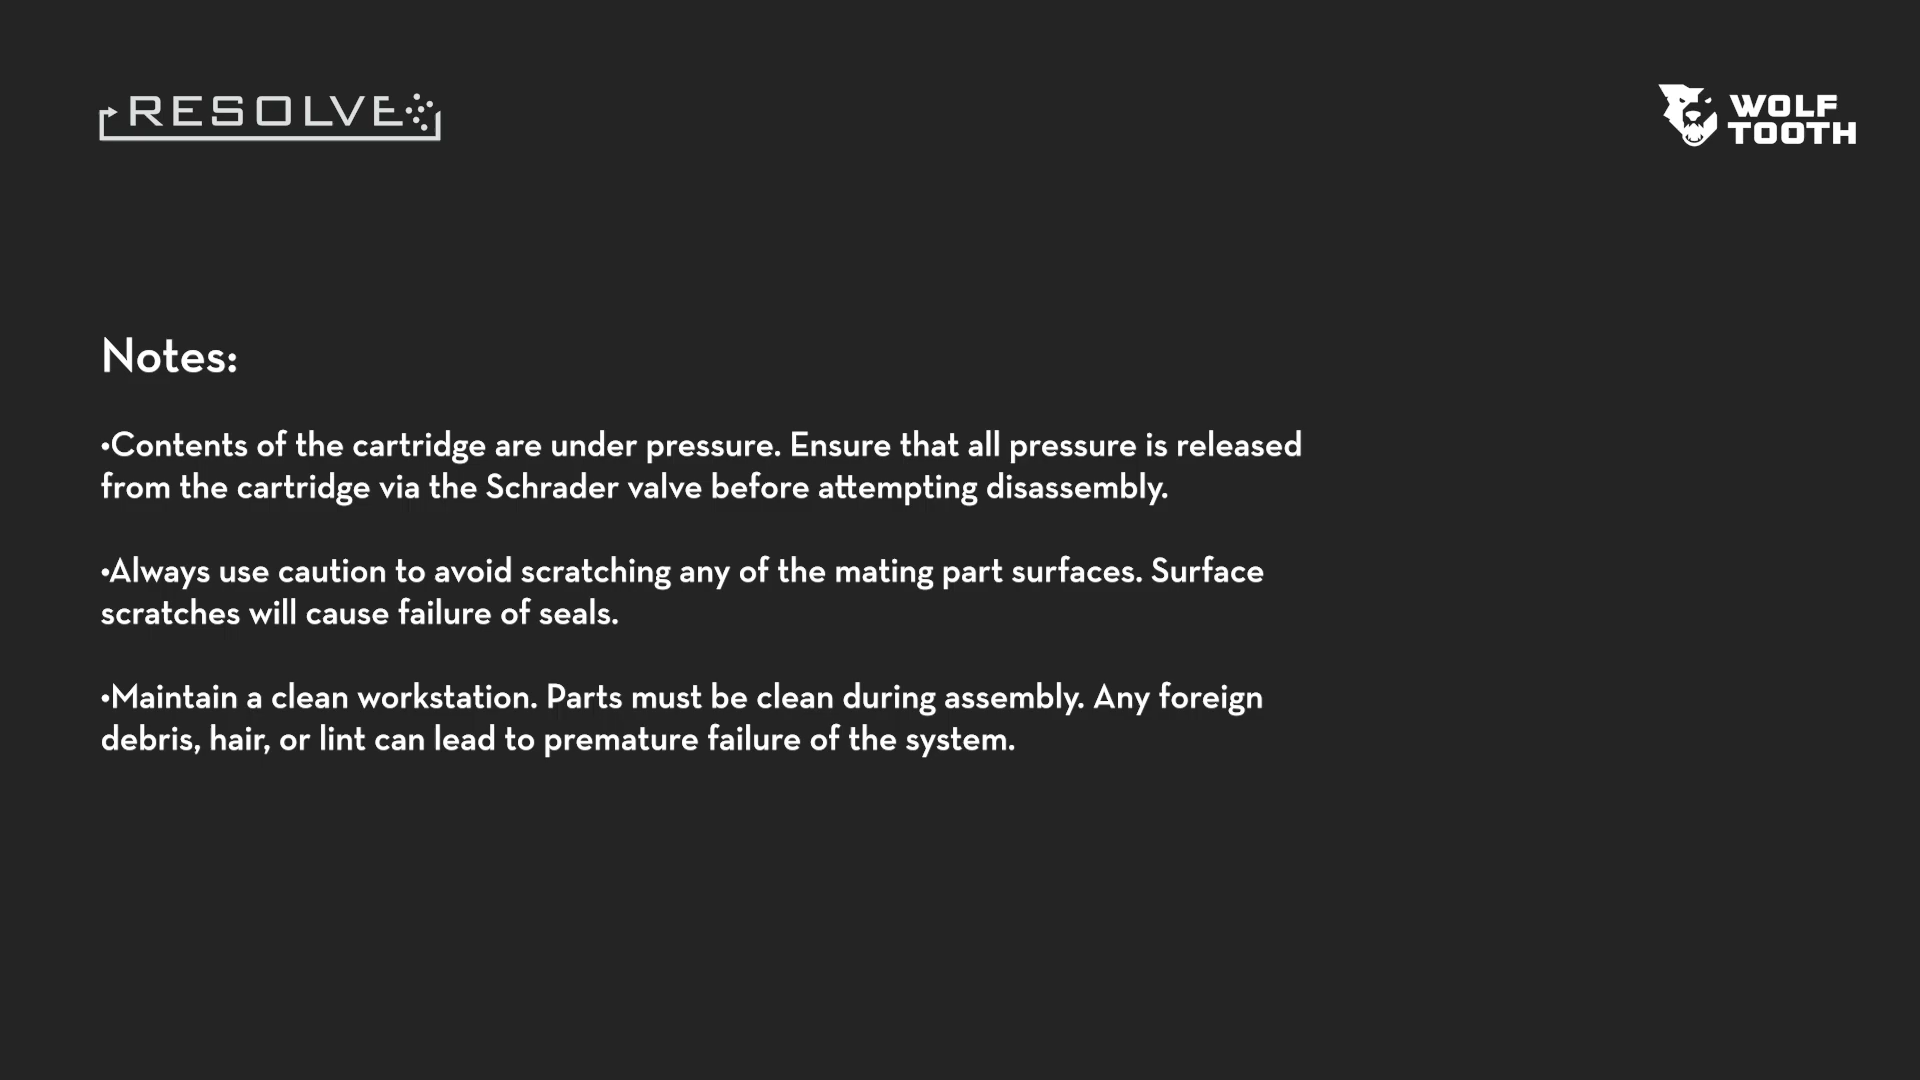 RESOLVE
WOLF
TOOTH
Notes:
•Contents of the cartridge are under pressure. Ensure that all pressure is released
from the cartridge via the Schrader valve before attempting disassembly.
•Always use caution to avoid scratching any of the mating part surfaces. Surface
scratches will cause failure of seals.
•Maintain a clean workstation. Parts must be clean during assembly. Any foreign
debris, hair, or lint can lead to premature failure of the system.